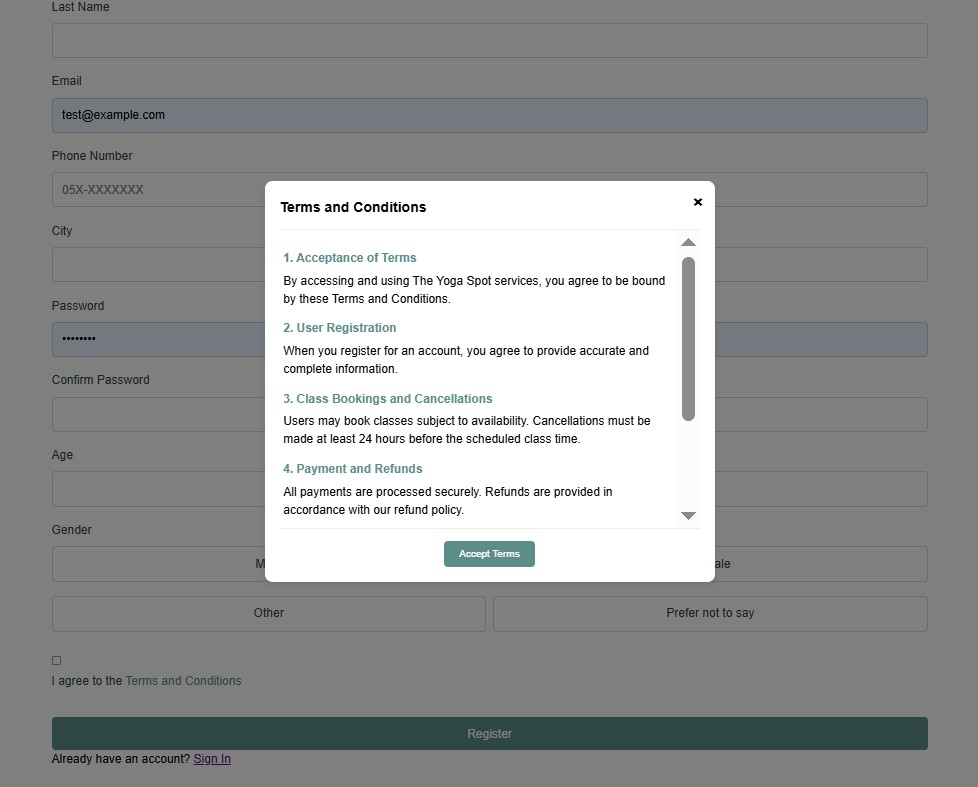 Last Name
Email
test@example.com
Phone Number
05X-XXXXXXX
City
Password
••••••••
Confirm Password
Age
Gender
M
ale
Other
Prefer not to say
I agree to the Terms and Conditions
Register
Already have an account? Sign In
Terms and Conditions
×
1. Acceptance of Terms
By accessing and using The Yoga Spot services, you agree to be bound
by these Terms and Conditions.
2. User Registration
When you register for an account, you agree to provide accurate and
complete information.
3. Class Bookings and Cancellations
Users may book classes subject to availability. Cancellations must be
made at least 24 hours before the scheduled class time.
4. Payment and Refunds
All payments are processed securely. Refunds are provided in
accordance with our refund policy.
Accept Terms